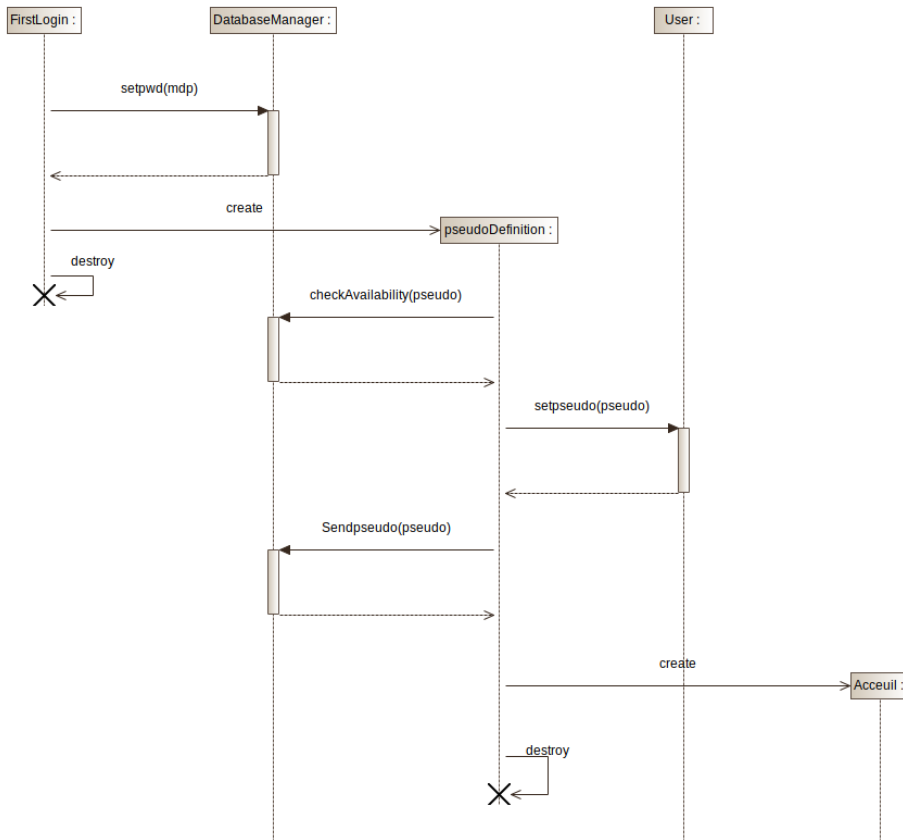 FirstLogin :
DatabaseManager :
User :
setpwd(mdp)
create
pseudoDefinition :
destroy
checkAvailability(pseudo)
setpseudo(pseudo)
Sendpseudo(pseudo)
create
Acceuil :
destroy